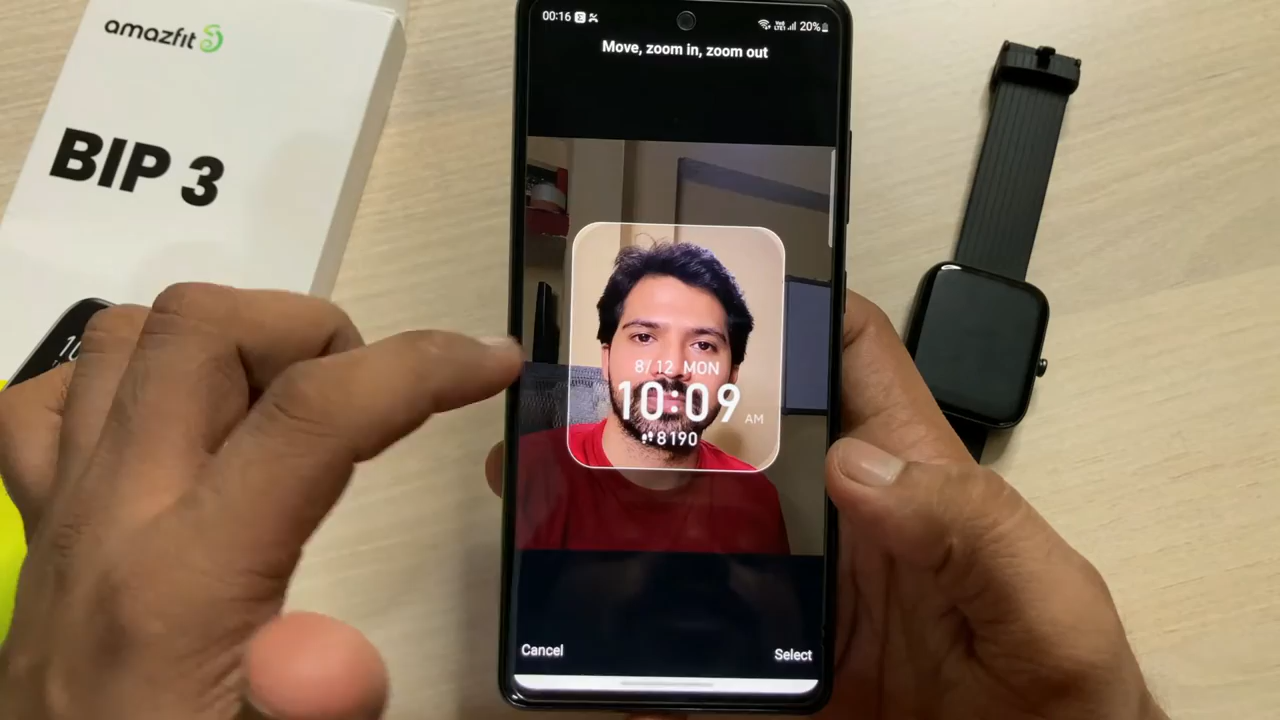 amazfit
BIP 3
10
00:16
20%
Move, zoom in, zoom out
8/12 MON
10:09 AM
8190
Cancel
Select